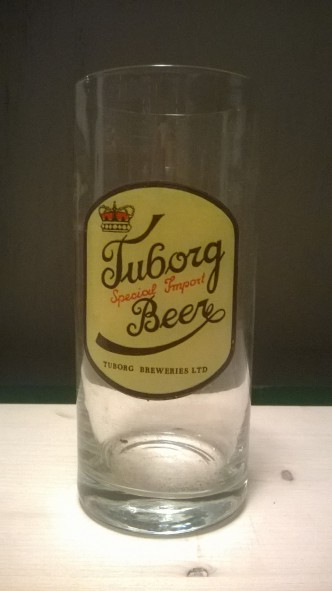 Tuborg
Special Import
Beer
TUBORG BREWERIES LTD